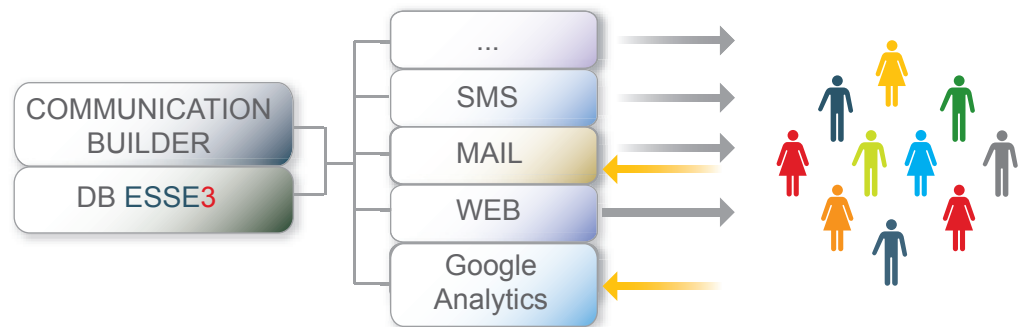 COMMUNICATION
BUILDER
DB ESSE3
...
SMS
MAIL
WEB
Google
Analytics